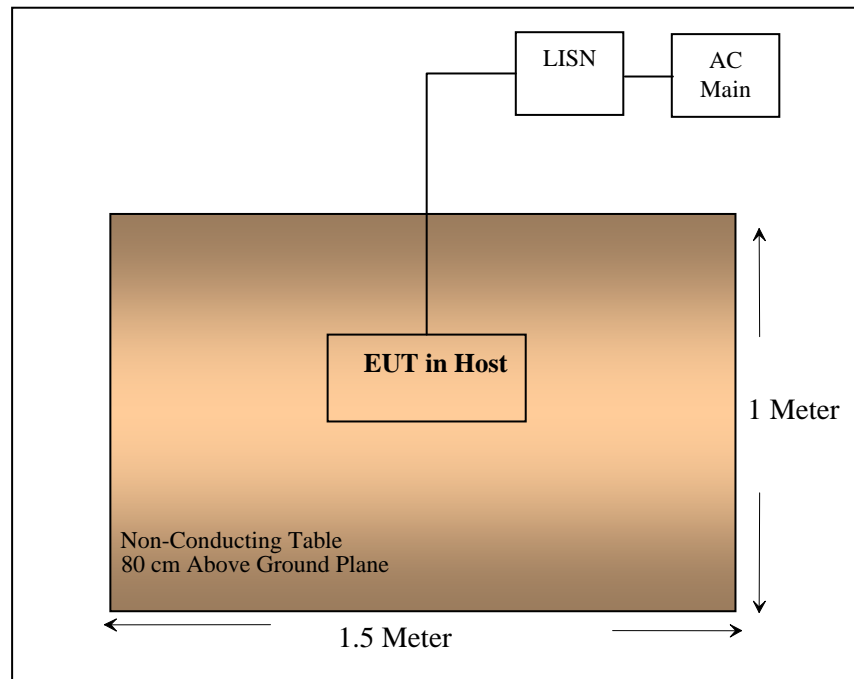 LISN
AC
Main
EUT in Host
1 Meter
Non-Conducting Table
80 cm Above Ground Plane
1.5 Meter